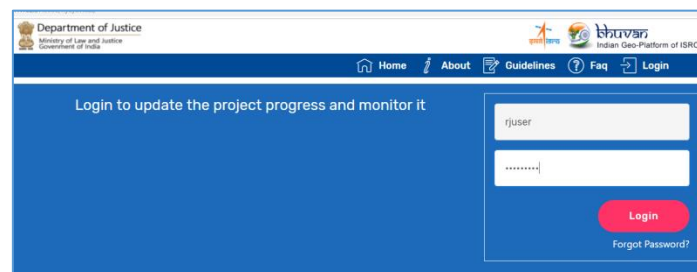 Department of Justice
Ministry of Law and Justice
Government of India
bhuvan
Indian Geo-Platform of ISRO
Home
About
Guidelines
Faq
Login
Login to update the project progress and monitor it
rjuser
•••••••••
Login
Forgot Password?